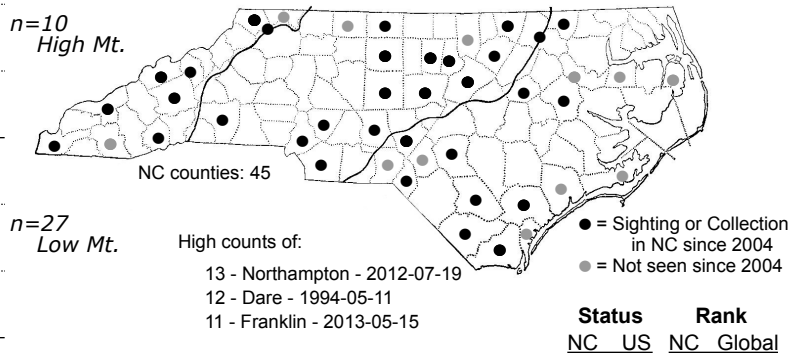 n=10
High Mt.
NC counties: 45
n=27
Low Mt.
High counts of:
13 - Northampton - 2012-07-19
12 - Dare - 1994-05-11
11 - Franklin - 2013-05-15
= Sighting or Collection
in NC since 2004
= Not seen since 2004
Status Rank
NC US NC Global